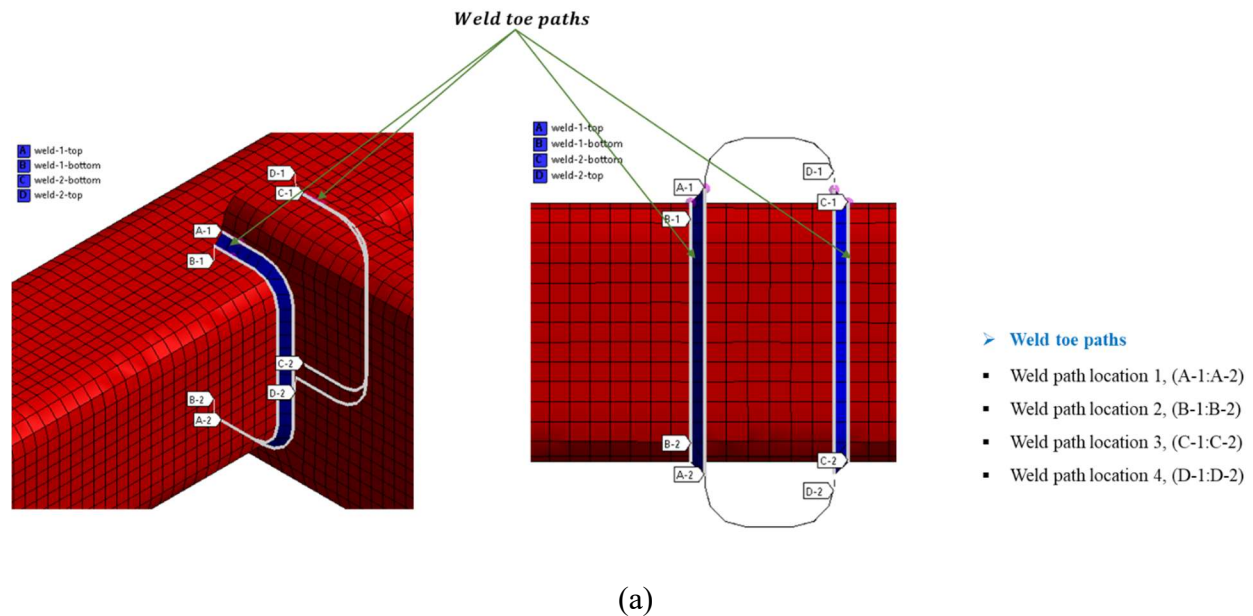 Weld toe paths
A weld-1-top
B weld-1-bottom
C weld-2-bottom
D weld-2-top
D-1
C-1
A-1
B-1
C-2
D-2
B-2
A-2
A weld-1-top
B weld-1-bottom
C weld-2-bottom
D weld-2-top
D-1
A-1
C-1
B-1
B-2
C-2
A-2
D-2
➢ Weld toe paths
▪ Weld path location 1, (A-1:A-2)
▪ Weld path location 2, (B-1:B-2)
▪ Weld path location 3, (C-1:C-2)
▪ Weld path location 4, (D-1:D-2)
(a)